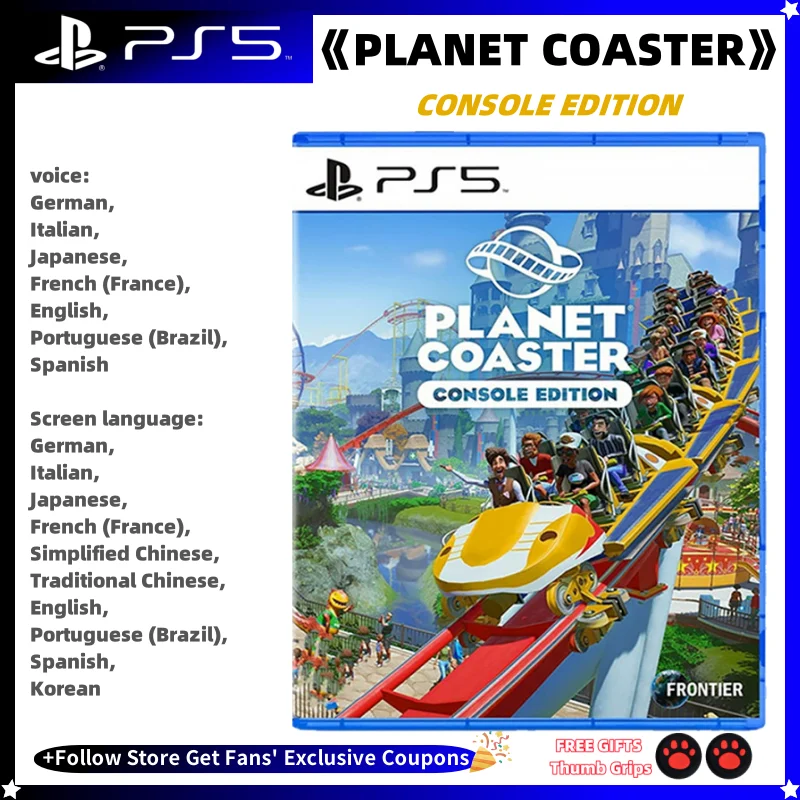 PS5
《PLANET COASTER》
CONSOLE EDITION
voice:
German,
Italian,
Japanese,
French (France),
English,
Portuguese (Brazil),
Spanish
Screen language:
German,
Italian,
Japanese,
French (France),
Simplified Chinese,
Traditional Chinese,
English,
Portuguese (Brazil),
Spanish,
Korean
PS5
PLANET
COASTER
CONSOLE EDITION
FRONTIER
+Follow Store Get Fans' Exclusive Coupons
FREE GIFTS
Thumb Grips